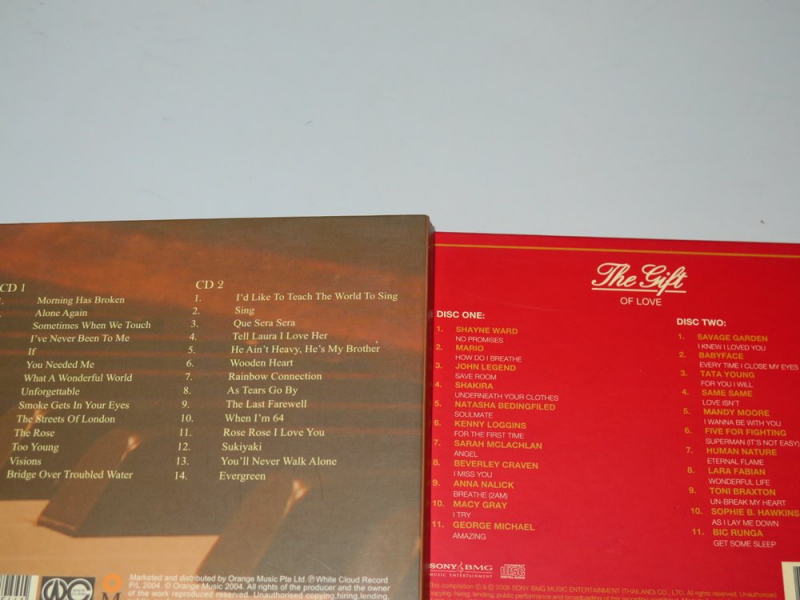 CD 1
Morning Has Broken
Alone Again
Sometimes When We Touch
I've Never Been To Me
If
You Needed Me
What A Wonderful World
Unforgettable
Smoke Gets In Your Eyes
The Streets Of London
The Rose
Too Young
Visions
Bridge Over Troubled Water
CD 2
1. I'd Like To Teach The World To Sing
2. Sing
3. Que Sera Sera
4. Tell Laura I Love Her
5. He Ain't Heavy, He's My Brother
6. Wooden Heart
7. Rainbow Connection
8. As Tears Go By
9. The Last Farewell
10. When I'm 64
11. Rose Rose I Love You
12. Sukiyaki
13. You'll Never Walk Alone
14. Evergreen
Marketed and distributed by Orange Music Pte Ltd. ℗White Cloud Record
P/L 2004. © Orange Music 2004. All rights of the producer and the owner
of the work reproduced reserved. Unauthorised copying, hiring, lending,
The Gift
OF LOVE
DISC ONE:
1. SHAYNE WARD
NO PROMISES
2. MARIO
HOW DO I BREATHE
3. JOHN LEGEND
SAVE ROOM
4. SHAKIRA
UNDERNEATH YOUR CLOTHES
5. NATASHA BEDINGFILED
SOULMATE
6. KENNY LOGGINS
FOR THE FIRST TIME
7. SARAH MCLACHLAN
ANGEL
8. BEVERLEY CRAVEN
I MISS YOU
9. ANNA NALICK
BREATHE (2AM)
10. MACY GRAY
I TRY
11. GEORGE MICHAEL
AMAZING
DISC TWO:
1. SAVAGE GARDEN
I KNEW I LOVED YOU
2. BABYFACE
EVERY TIME I CLOSE MY EYES
3. TATA YOUNG
FOR YOU I WILL
4. SAME SAME
LOVE ISN'T
5. MANDY MOORE
I WANNA BE WITH YOU
6. FIVE FOR FIGHTING
SUPERMAN (IT'S NOT EASY)
7. HUMAN NATURE
ETERNAL FLAME
8. LARA FABIAN
WONDERFUL LIFE
9. TONI BRAXTON
UN-BREAK MY HEART
10. SOPHIE B. HAWKINS
AS I LAY ME DOWN
11. BIC RUNGA
GET SOME SLEEP
SONY BMG
MUSIC ENTERTAINMENT